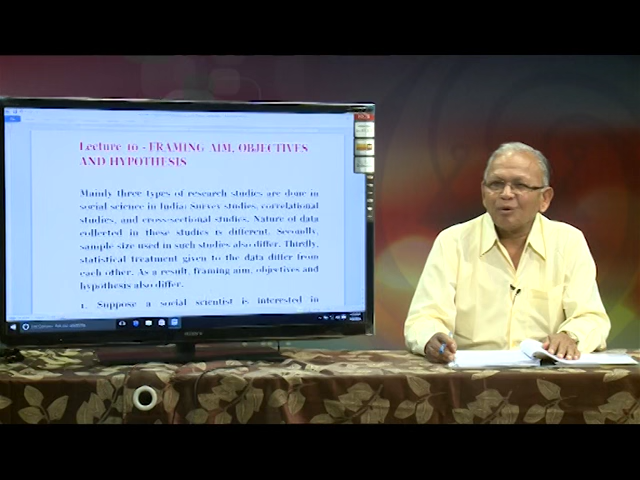 Lecture 10 - FRAMING AIM, OBJECTIVES
AND HYPOTHESIS
Mainly three types of research studies are done in
social science in India: Survey studies, correlational
studies, and cross-sectional studies. Nature of data
collected in these studies is different. Secondly,
sample size used in such studies also differ. Thirdly,
statistical treatment given to the data differ from
each other. As a result, framing aim, objectives and
hypothesis also differ.
1. Suppose a social scientist is interested in
SONY